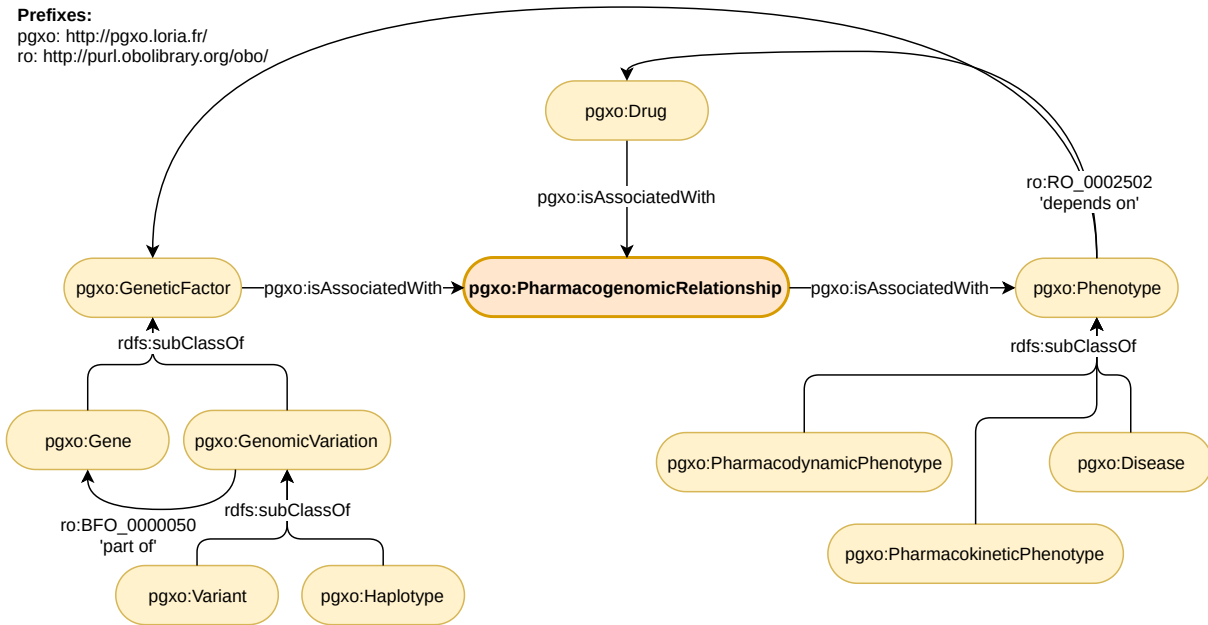 Prefixes:
pgxo: http://pgxo.loria.fr/
ro: http://purl.obolibrary.org/obo/
pgxo:Drug
ro:RO_0002502
'depends on'
pgxo:isAssociatedWith
pgxo:GeneticFactor
pgxo:isAssociatedWith
pgxo:PharmacogenomicRelationship
pgxo:isAssociatedWith
pgxo:Phenotype
rdfs:subClassOf
rdfs:subClassOf
pgxo:Gene
pgxo:GenomicVariation
pgxo:PharmacodynamicPhenotype
pgxo:Disease
rdfs:subClassOf
ro:BFO_0000050
'part of'
pgxo:PharmacokineticPhenotype
pgxo:Variant
pgxo:Haplotype